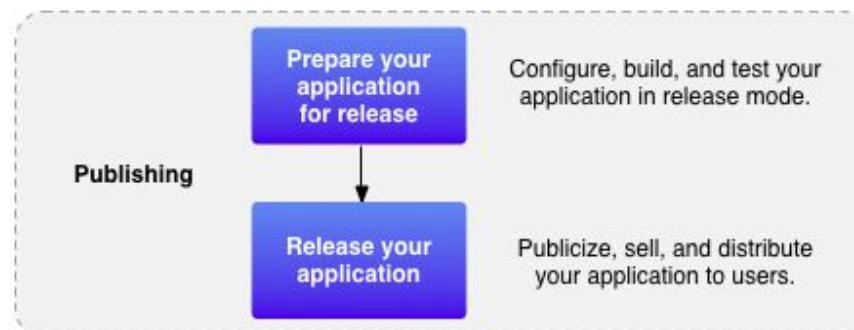 Prepare your
application
for release
Configure, build, and test your
application in release mode.
Publishing
Release your
application
Publicize, sell, and distribute
your application to users.